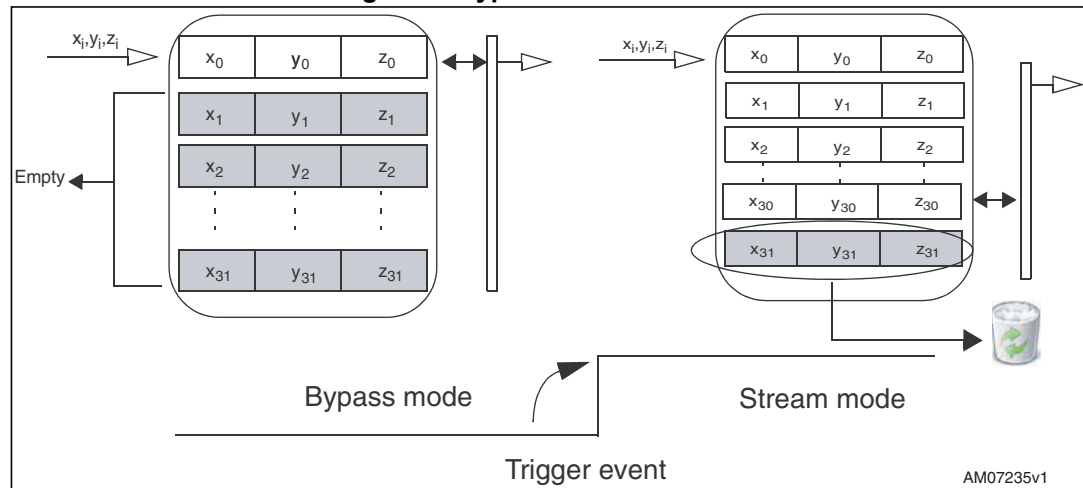 xi,yi,zi
x0 y0 z0
x1 y1 z1
x2 y2 z2
x31 y31 z31
Empty
xi,yi,zi
x0 y0 z0
x1 y1 z1
x2 y2 z2
x30 y30 z30
x31 y31 z31
Bypass mode
Stream mode
Trigger event
AM07235v1